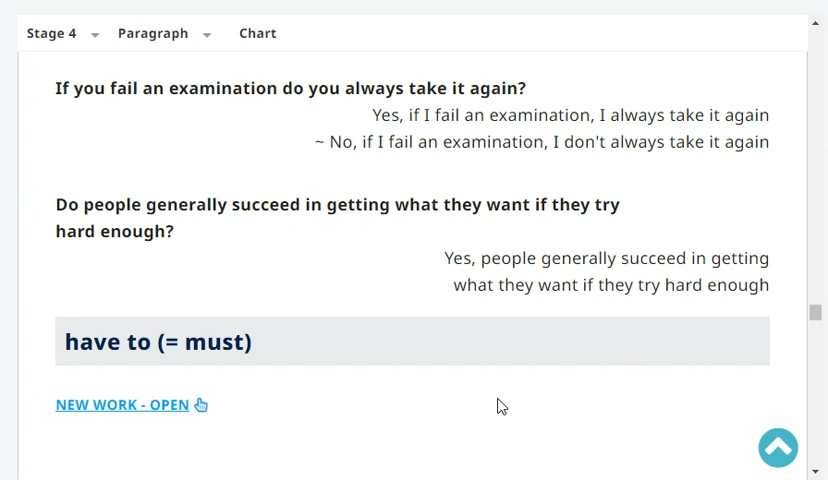 Stage 4 Paragraph Chart
If you fail an examination do you always take it again?
Yes, if I fail an examination, I always take it again
~ No, if I fail an examination, I don't always take it again
Do people generally succeed in getting what they want if they try
hard enough?
Yes, people generally succeed in getting
what they want if they try hard enough
have to (= must)
NEW WORK - OPEN